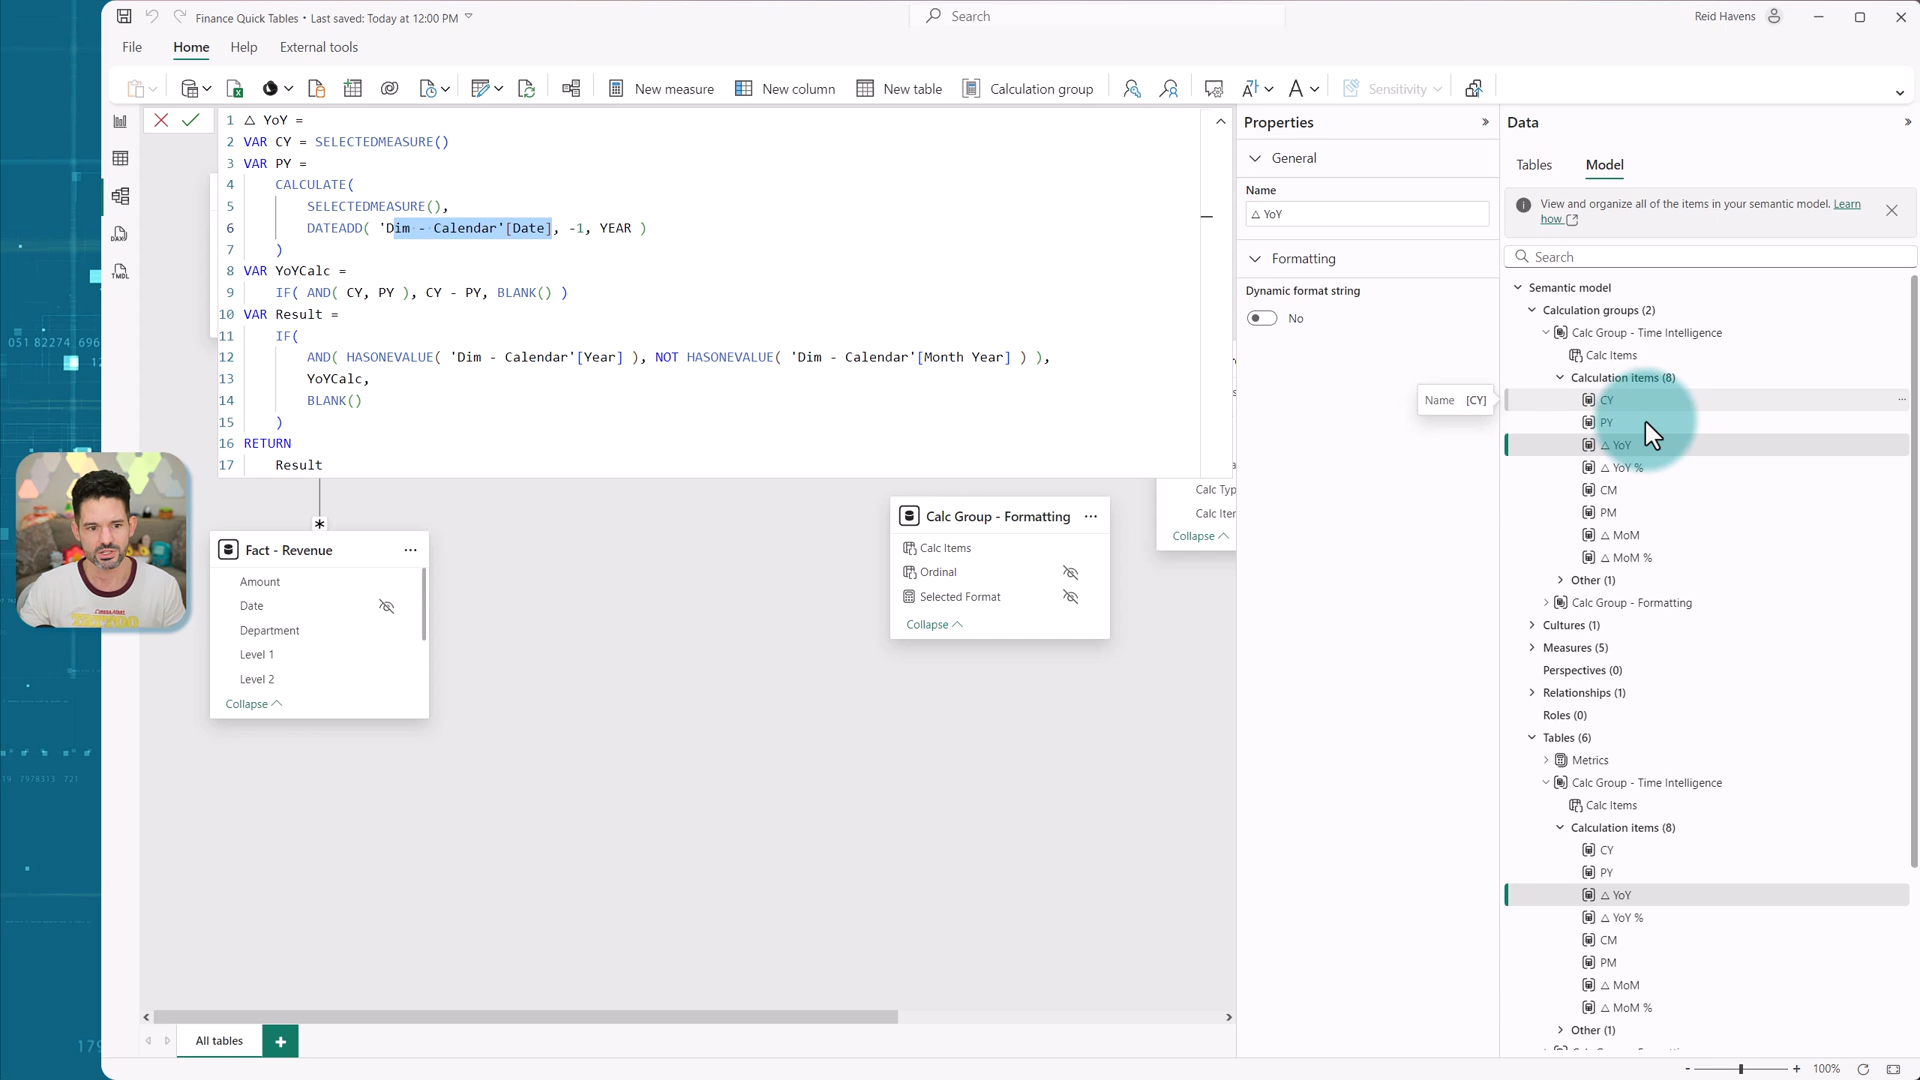 Finance Quick Tables • Last saved: Today at 12:00 PM
Search
Reid Havens
File
Home
Help
External tools
New measure
New column
New table
Calculation group
Sensitivity
1 △ YoY =
2 VAR CY = SELECTEDMEASURE()
3 VAR PY =
4 CALCULATE(
5 SELECTEDMEASURE(),
6 DATEADD( 'Dim - Calendar'[Date], -1, YEAR )
7 )
8 VAR YoYCalc =
9 IF( AND( CY, PY ), CY - PY, BLANK() )
10 VAR Result =
11 IF(
12 AND( HASONEVALUE( 'Dim - Calendar'[Year] ), NOT HASONEVALUE( 'Dim - Calendar'[Month Year] ) ),
13 YoYCalc,
14 BLANK()
15 )
16 RETURN
17 Result
DAX
TMDL
051 82224 696
Fact - Revenue
Amount
Date
Department
Level 1
Level 2
Collapse
Calc Group - Formatting
Calc Items
Ordinal
Selected Format
Collapse
Calc Typ
Calc Iter
Collapse
All tables
Properties
General
Name
△ YoY
Formatting
Dynamic format string
No
Name [CY]
Data
Tables
Model
View and organize all of the items in your semantic model. Learn
how
Search
Semantic model
Calculation groups (2)
Calc Group - Time Intelligence
Calc Items
Calculation items (8)
CY
PY
△ YoY
△ YoY %
CM
PM
△ MoM
△ MoM %
Other (1)
Calc Group - Formatting
Cultures (1)
Measures (5)
Perspectives (0)
Relationships (1)
Roles (0)
Tables (6)
Metrics
Calc Group - Time Intelligence
Calc Items
Calculation items (8)
CY
PY
△ YoY
△ YoY %
CM
PM
△ MoM
△ MoM %
Other (1)
100%